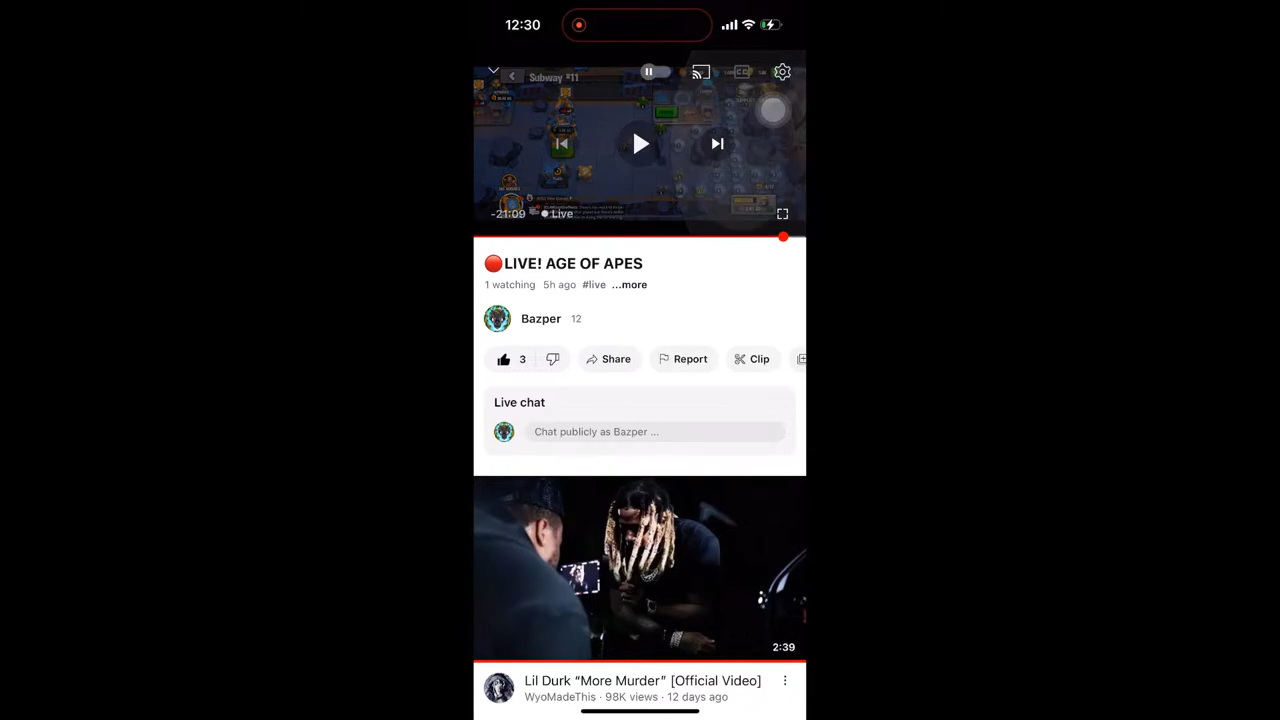 12:30
Subway #11
CC
-21:09 Live
LIVE! AGE OF APES
1 watching 5h ago #live ...more
Bazper 12
3 Share Report Clip
Live chat
Chat publicly as Bazper ...
2:39
Lil Durk “More Murder” [Official Video]
WyoMadeThis · 98K views · 12 days ago